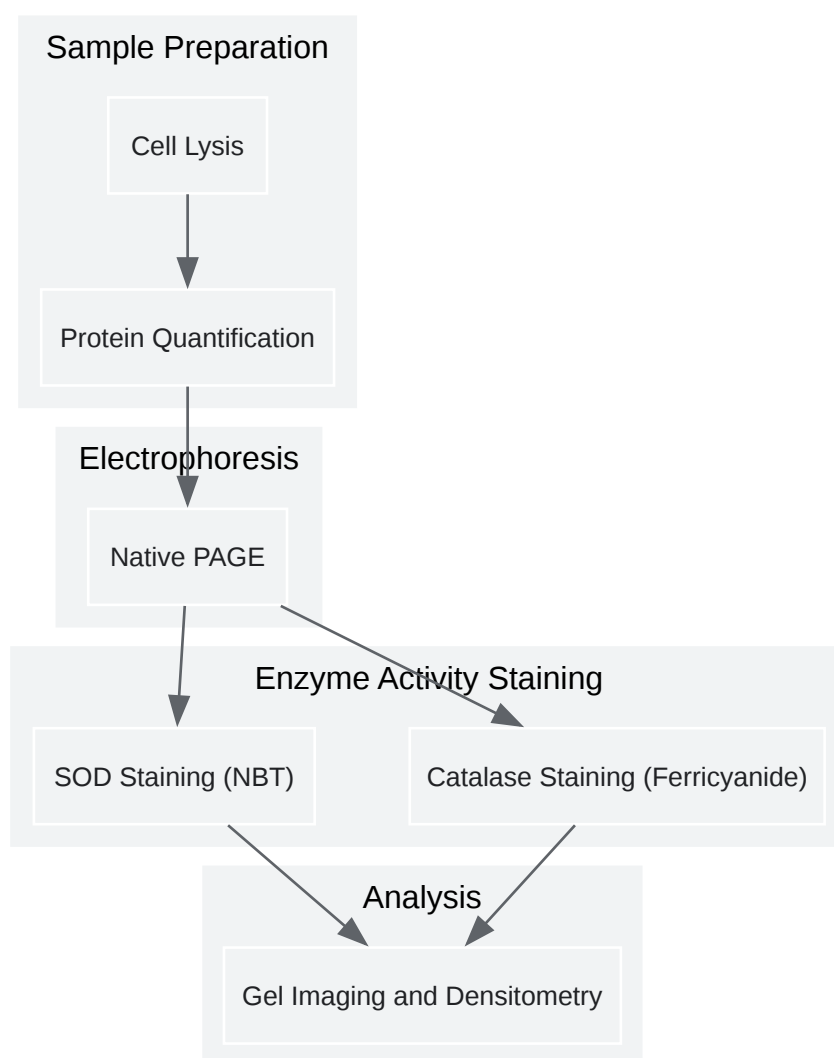 Sample Preparation
Cell Lysis
Protein Quantification
Electrophoresis
Native PAGE
Enzyme Activity Staining
SOD Staining (NBT)
Catalase Staining (Ferricyanide)
Analysis
Gel Imaging and Densitometry